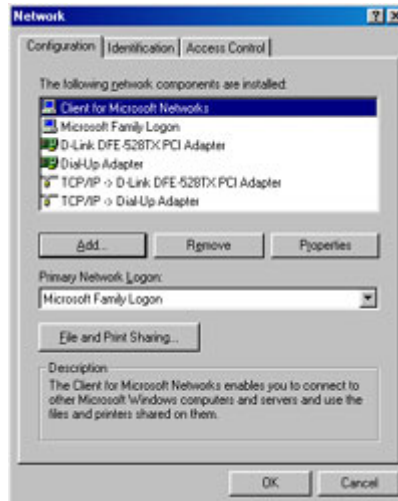 Network
Configuration Identification Access Control
The following network components are installed:
Client for Microsoft Networks
Microsoft Family Logon
D-Link DFE-528TX PCI Adapter
Dial-Up Adapter
TCP/IP -> D-Link DFE-528TX PCI Adapter
TCP/IP -> Dial-Up Adapter
Add... Remove Properties
Primary Network Logon:
Microsoft Family Logon
File and Print Sharing...
Description
The Client for Microsoft Networks enables you to connect to
other Microsoft Windows computers and servers and use the
files and printers shared on them.
OK Cancel